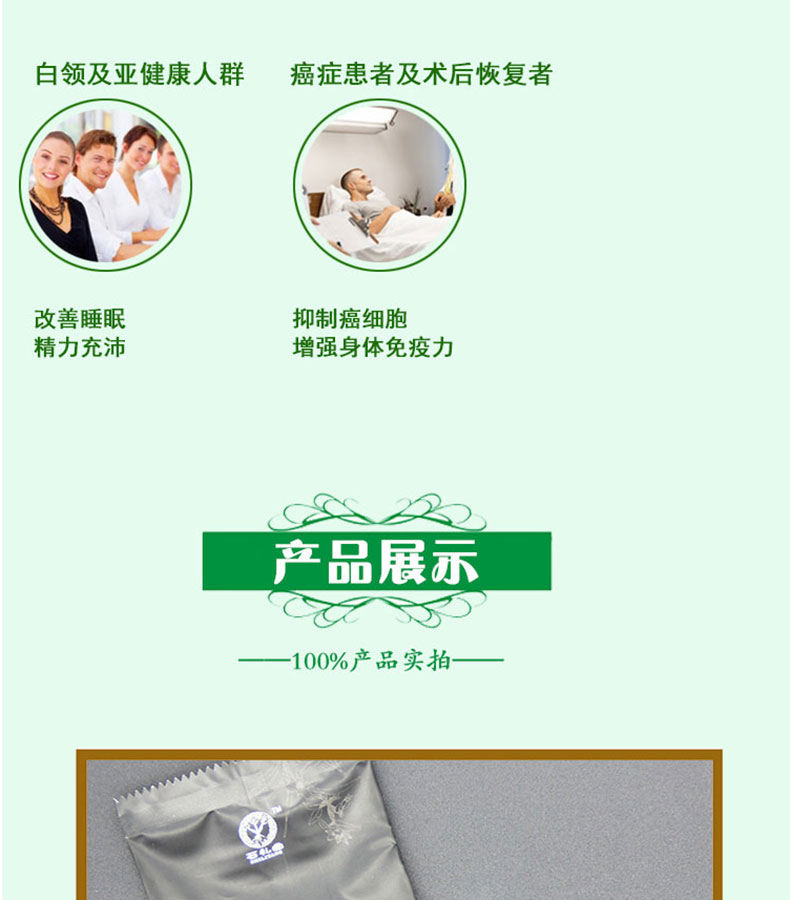 白领及亚健康人群
癌症患者及术后恢复者
改善睡眠
精力充沛
抑制癌细胞
增强身体免疫力
产品展示
——100%产品实拍——
TM